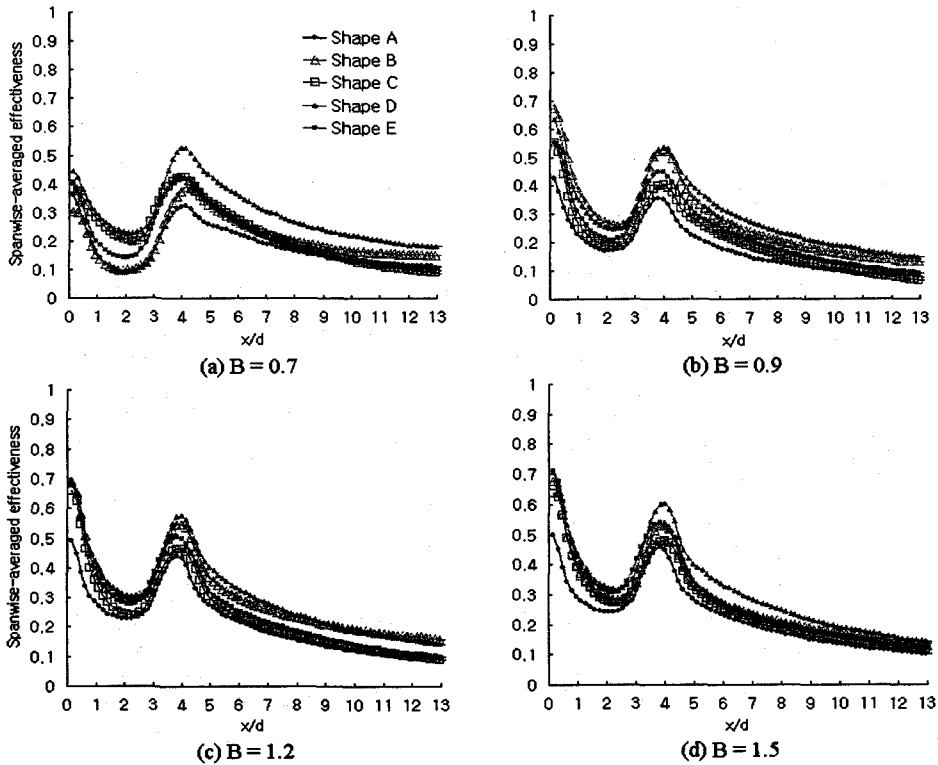 1
0.9
0.8
0.7
0.6
0.5
0.4
0.3
0.2
0.1
0
Spanwise-averaged effectiveness
Shape A
Shape B
Shape C
Shape D
Shape E
0 1 2 3 4 5 6 7 8 9 10 11 12 13
x/d
(a) B = 0.7
1
0.9
0.8
0.7
0.6
0.5
0.4
0.3
0.2
0.1
0
0 1 2 3 4 5 6 7 8 9 10 11 12 13
x/d
(b) B = 0.9
1
0.9
0.8
0.7
0.6
0.5
0.4
0.3
0.2
0.1
0
Spanwise-averaged effectiveness
0 1 2 3 4 5 6 7 8 9 10 11 12 13
x/d
(c) B = 1.2
1
0.9
0.8
0.7
0.6
0.5
0.4
0.3
0.2
0.1
0
0 1 2 3 4 5 6 7 8 9 10 11 12 13
x/d
(d) B = 1.5